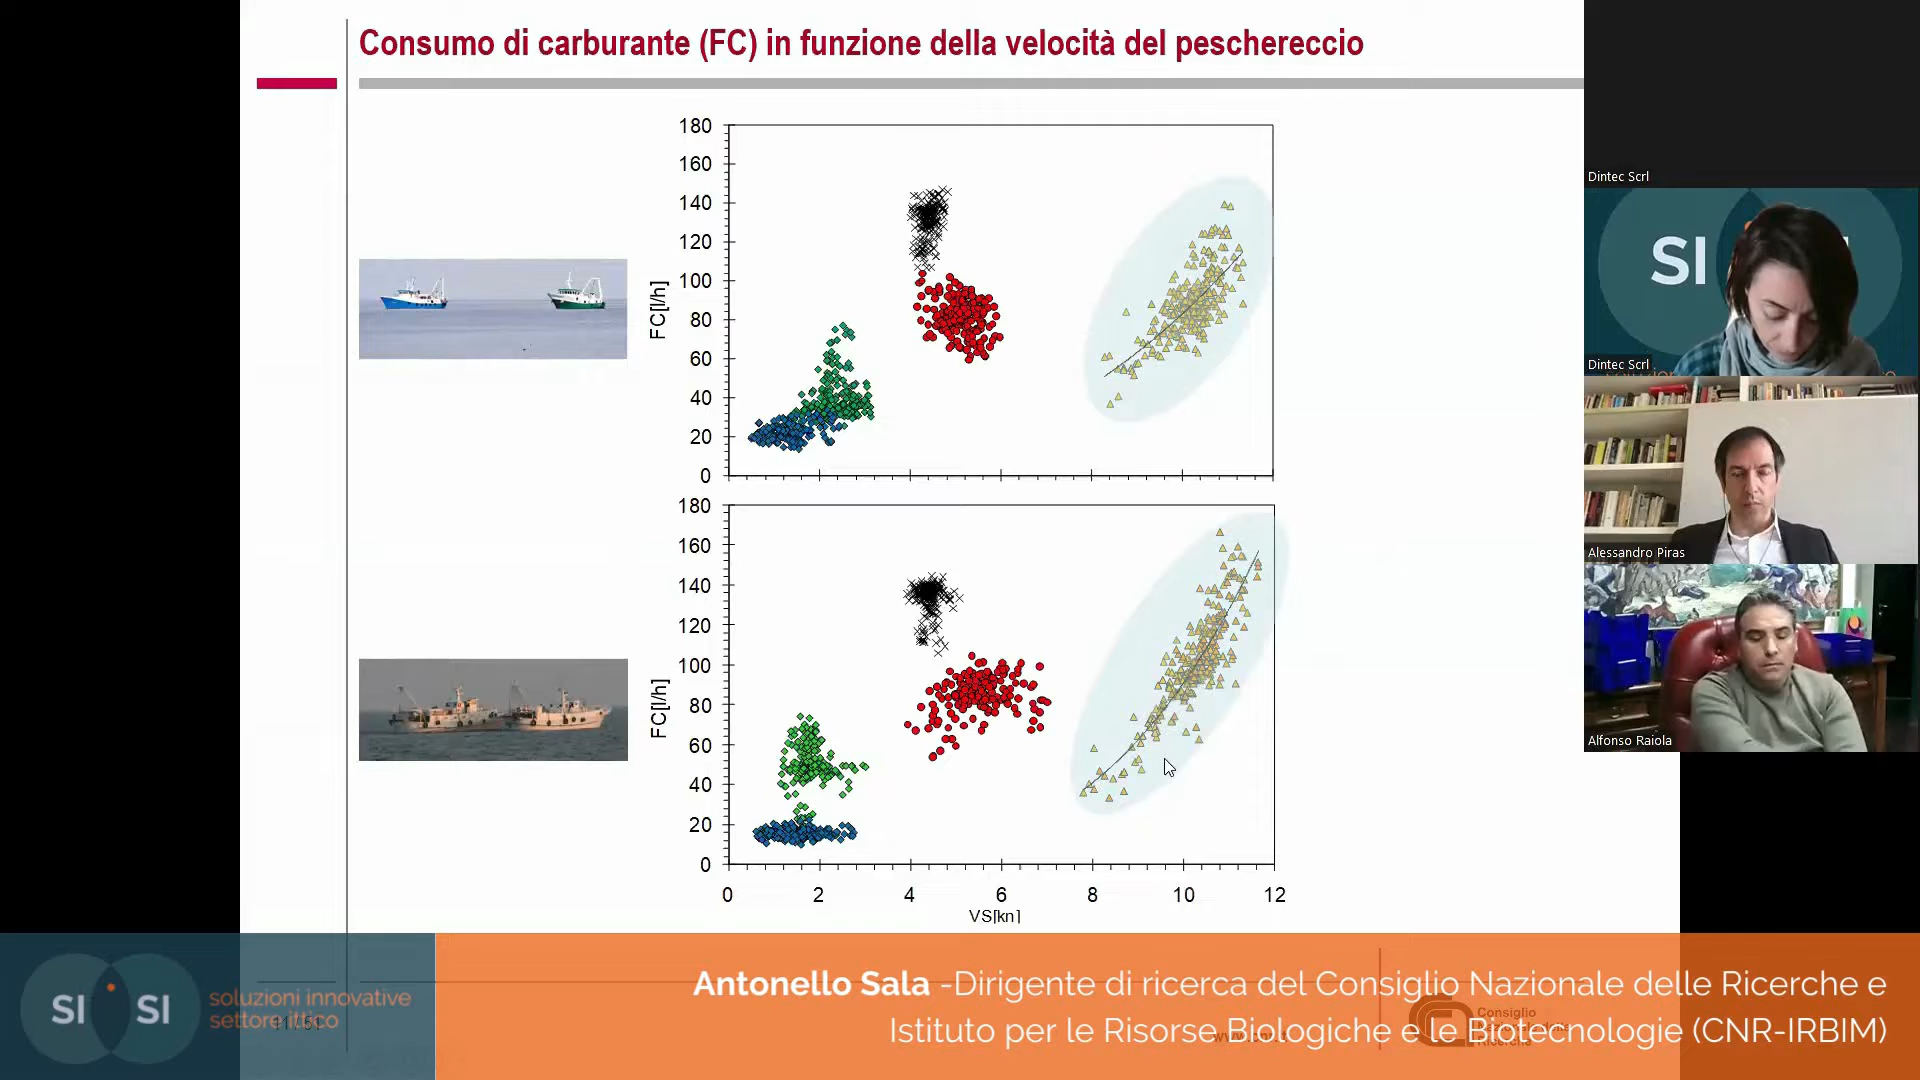 Consumo di carburante (FC) in funzione della velocità del peschereccio
180
160
140
120
100
80
60
40
20
0
FC[l/h]
180
160
140
120
100
80
60
40
20
0
FC[l/h]
0 2 4 6 8 10 12
VS[kn]
Dintec Scrl
SI
Dintec Scrl
Alessandro Piras
Alfonso Raiola
SI SI
soluzioni innovative
settore ittico
Antonello Sala -Dirigente di ricerca del Consiglio Nazionale delle Ricerche e
Istituto per le Risorse Biologiche e le Biotecnologie (CNR-IRBIM)
Consiglio